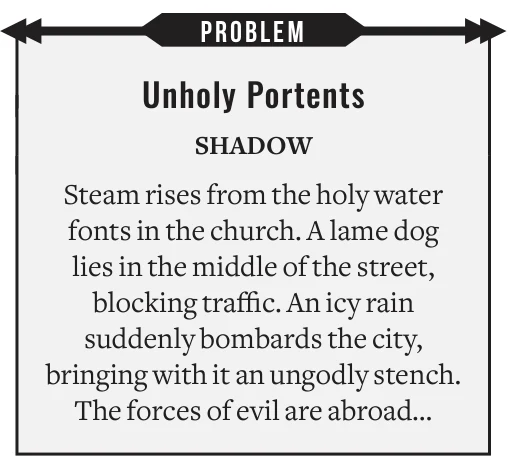 PROBLEM
Unholy Portents
SHADOW
Steam rises from the holy water
fonts in the church. A lame dog
lies in the middle of the street,
blocking traffic. An icy rain
suddenly bombards the city,
bringing with it an ungodly stench.
The forces of evil are abroad...